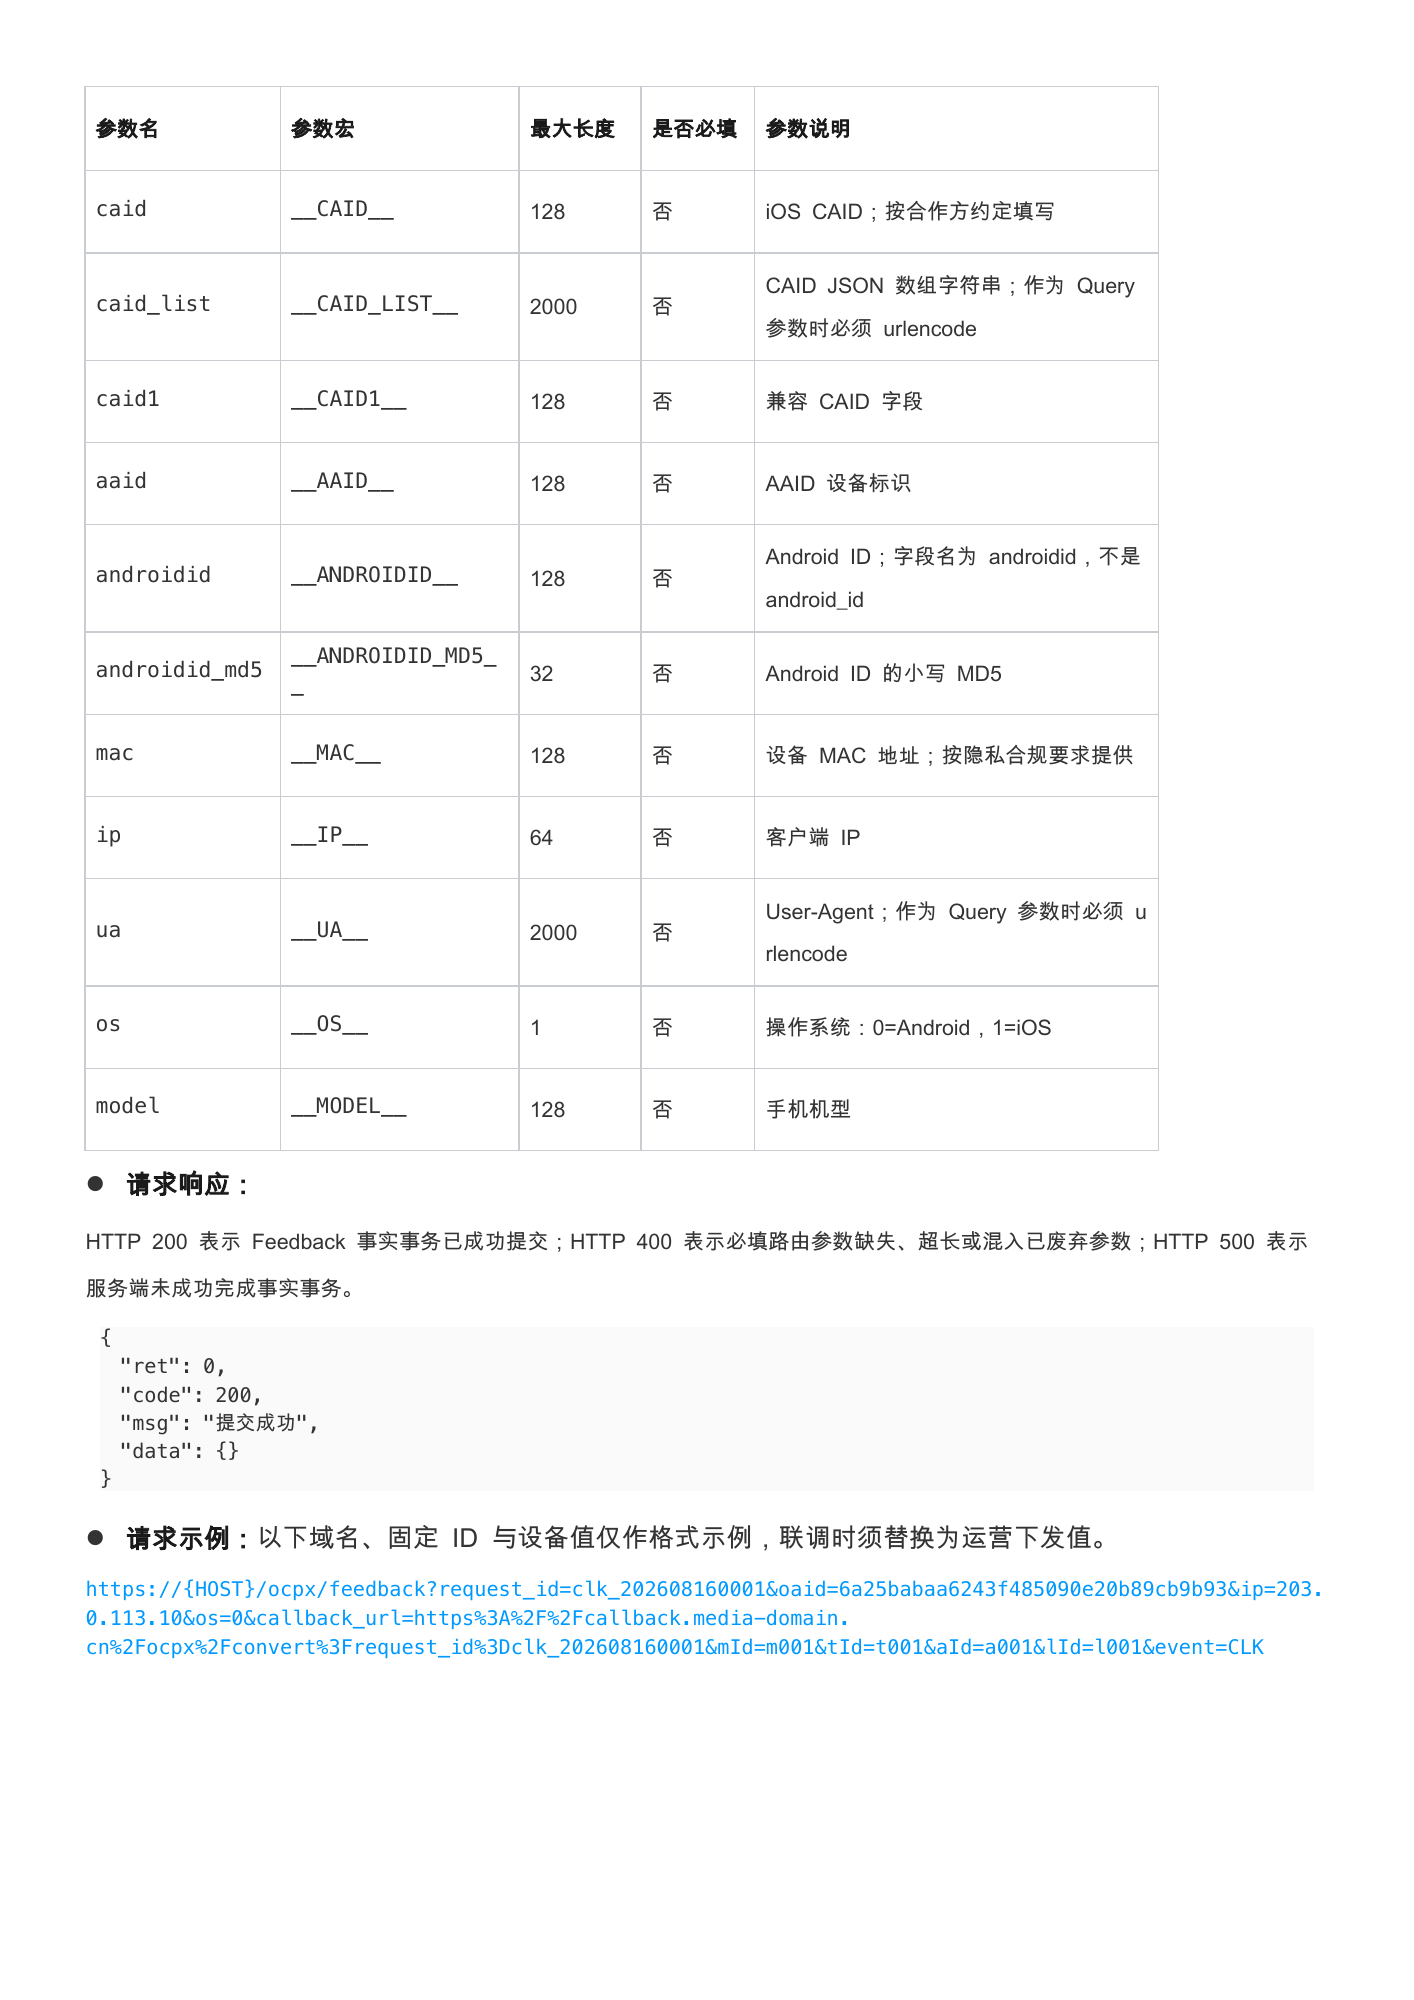 参数名 参数宏 最大长度 是否必填 参数说明
caid __CAID__ 128 否 iOS CAID；按合作方约定填写
caid_list __CAID_LIST__ 2000 否 CAID JSON 数组字符串；作为 Query
参数时必须 urlencode
caid1 __CAID1__ 128 否 兼容 CAID 字段
aaid __AAID__ 128 否 AAID 设备标识
androidid __ANDROIDID__ 128 否 Android ID；字段名为 androidid，不是
android_id
androidid_md5 __ANDROIDID_MD5_ 32 否 Android ID 的小写 MD5
_
mac __MAC__ 128 否 设备 MAC 地址；按隐私合规要求提供
ip __IP__ 64 否 客户端 IP
ua __UA__ 2000 否 User-Agent；作为 Query 参数时必须 u
rlencode
os __OS__ 1 否 操作系统：0=Android，1=iOS
model __MODEL__ 128 否 手机机型
● 请求响应：
HTTP 200 表示 Feedback 事实事务已成功提交；HTTP 400 表示必填路由参数缺失、超长或混入已废弃参数；HTTP 500 表示
服务端未成功完成事实事务。
{
"ret": 0,
"code": 200,
"msg": "提交成功",
"data": {}
}
● 请求示例：以下域名、固定 ID 与设备值仅作格式示例，联调时须替换为运营下发值。
https://{HOST}/ocpx/feedback?request_id=clk_202608160001&oaid=6a25babaa6243f485090e20b89cb9b93&ip=203.
0.113.10&os=0&callback_url=https%3A%2F%2Fcallback.media-domain.
cn%2Focpx%2Fconvert%3Frequest_id%3Dclk_202608160001&mId=m001&tId=t001&aId=a001&lId=l001&event=CLK